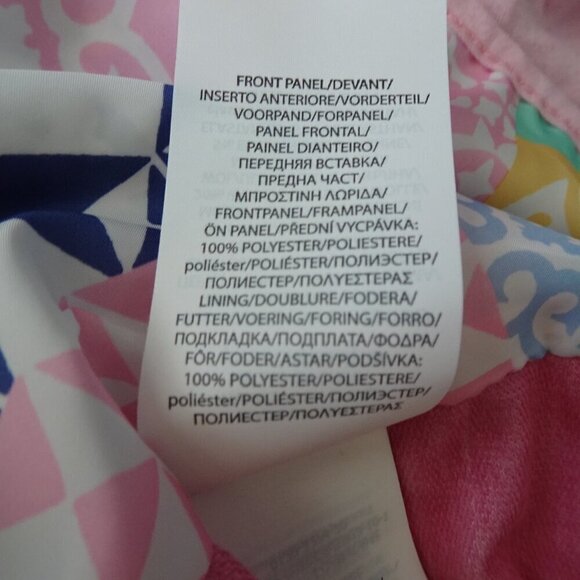 FRONT PANEL/DEVANT/
INSERTO ANTERIORE/VORDERTEIL/
VOORPAND/FORPANEL/
PANEL FRONTAL/
PAINEL DIANTEIRO/
ПЕРЕДНЯЯ ВСТАВКА/
ПРЕДНА ЧАСТ/
ΜΠΡΟΣΤΙΝΗ ΛΩΡΙΔΑ/
FRONTPANEL/FRAMPANEL/
ÖN PANEL/PŘEDNÍ VYCPÁVKA:
100% POLYESTER/POLIESTERE/
poliéster/POLIÉSTER/ПОЛИЭСТЕР/
ПОЛИЕСТЕР/ΠΟΛΥΕΣΤΕΡΑΣ
LINING/DOUBLURE/FODERA/
FUTTER/VOERING/FORING/FORRO/
ПОДКЛАДКА/ПОДПЛАТА/ΦΟΔΡΑ/
FÔR/FODER/ASTAR/PODŠÍVKA:
100% POLYESTER/POLIESTERE/
poliéster/POLIÉSTER/ПОЛИЭСТЕР/
ПОЛИЕСТЕР/ΠΟΛΥΕΣΤΕΡΑΣ